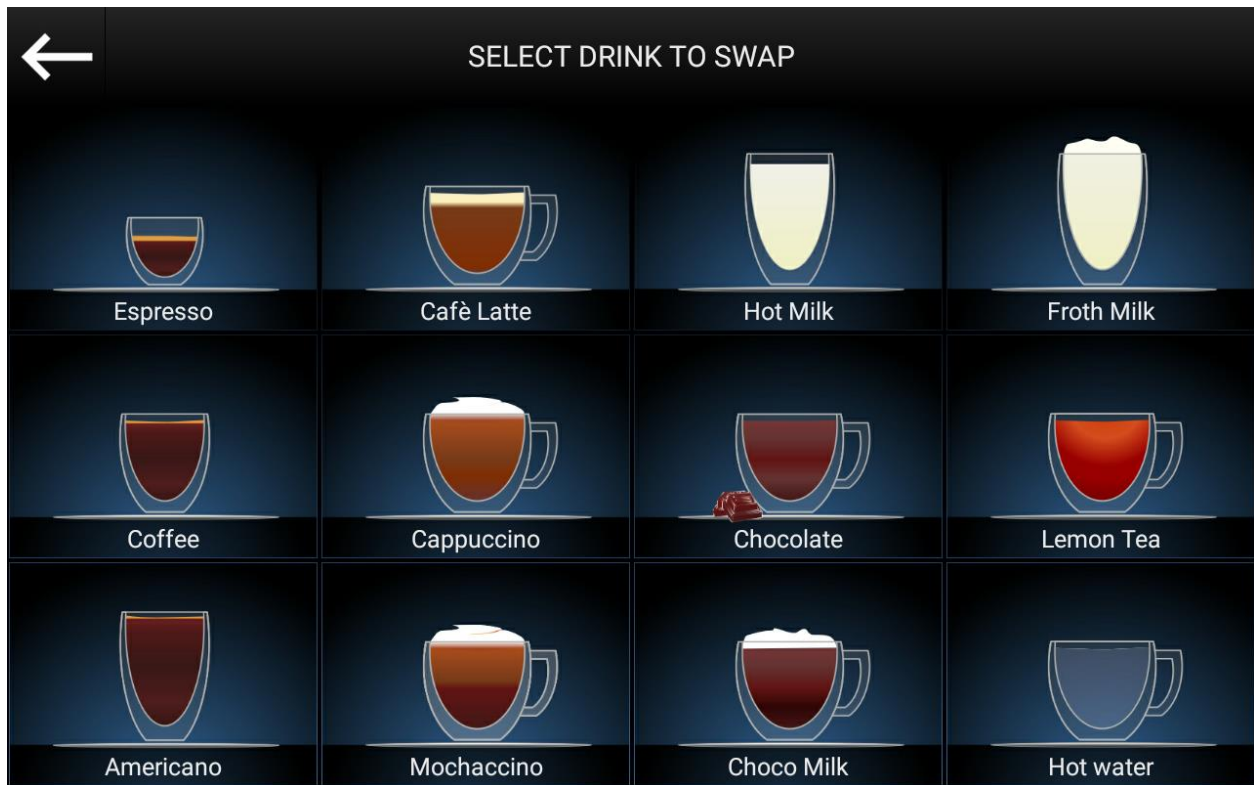 SELECT DRINK TO SWAP
Espresso
Cafè Latte
Hot Milk
Froth Milk
Coffee
Cappuccino
Chocolate
Lemon Tea
Americano
Mochaccino
Choco Milk
Hot water